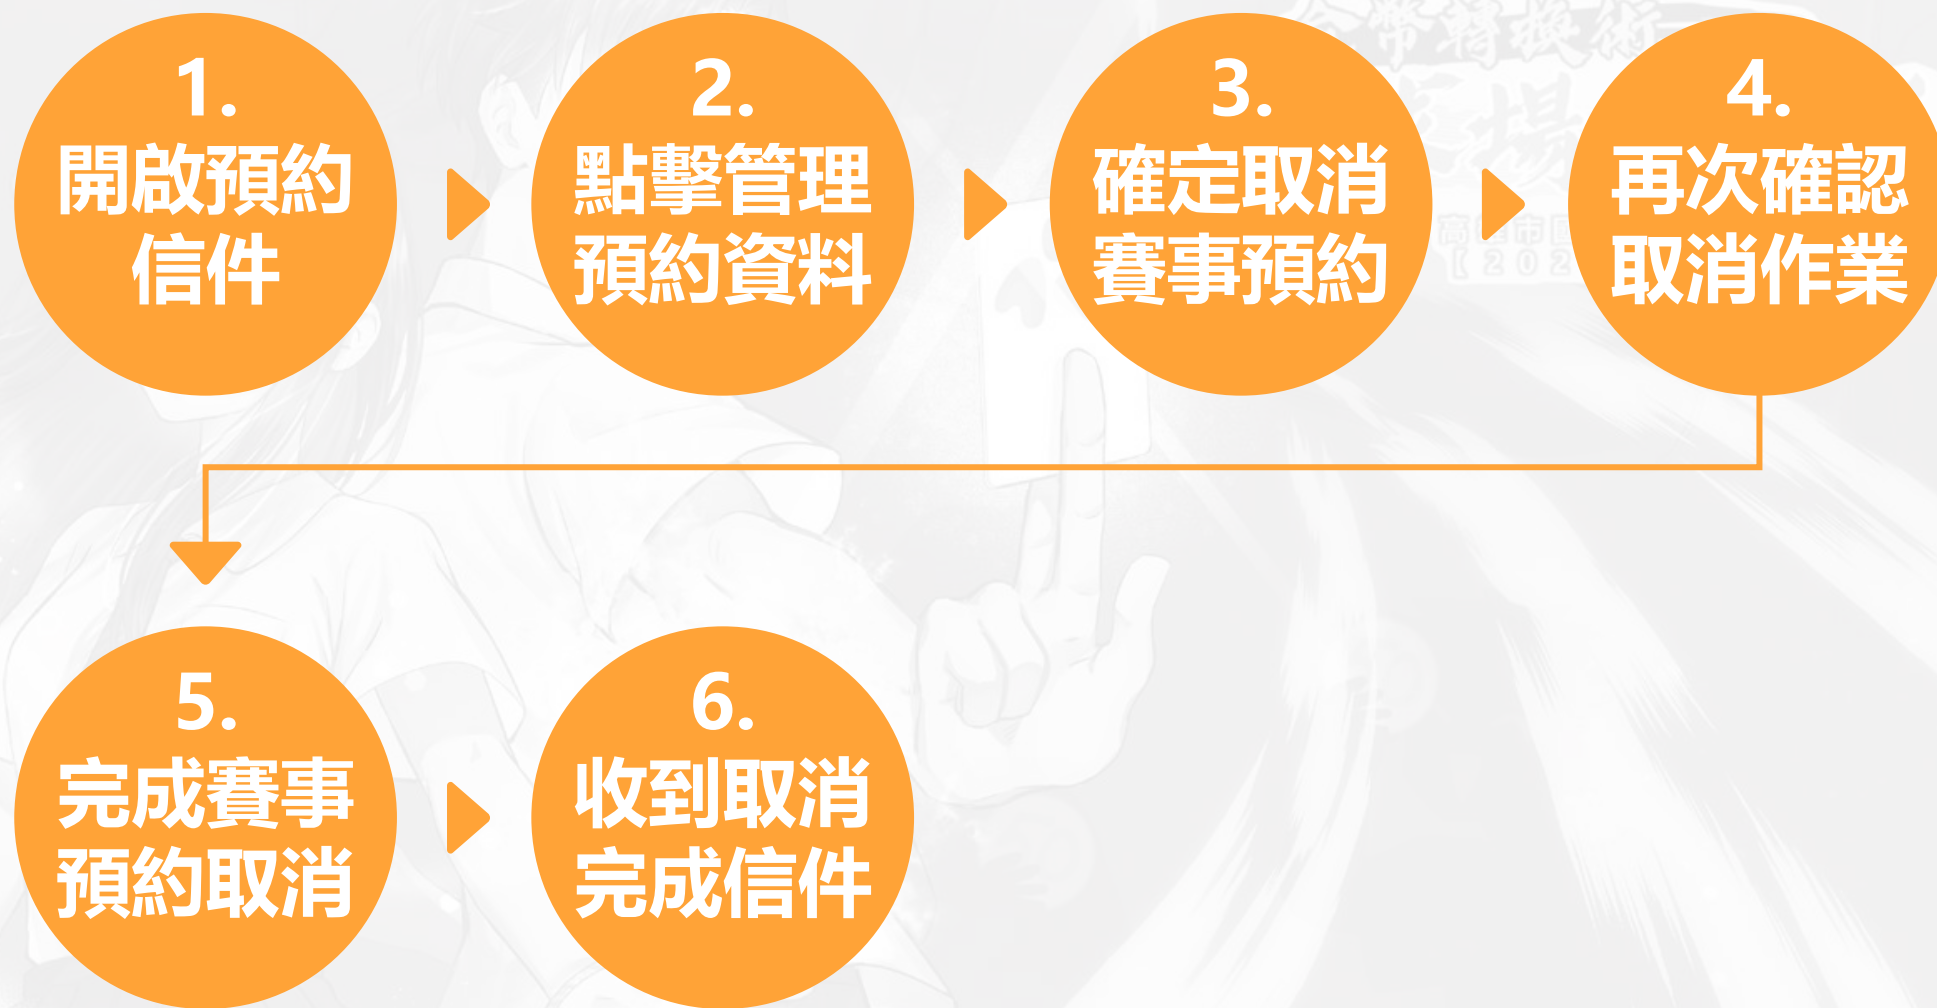 1.
開啟預約
信件
2.
點擊管理
預約資料
3.
確定取消
賽事預約
4.
再次確認
取消作業
5.
完成賽事
預約取消
6.
收到取消
完成信件